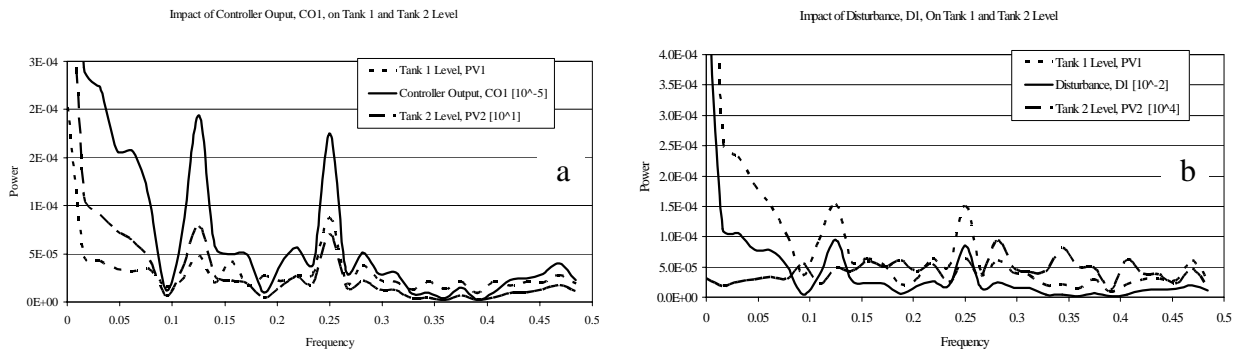 Impact of Controller Ouput, CO1, on Tank 1 and Tank 2 Level
3E-04
3E-04
2E-04
2E-04
1E-04
5E-05
0E+00
Power
Tank 1 Level, PV1
Controller Output, CO1 [10^-5]
Tank 2 Level, PV2 [10^1]
a
0 0.05 0.1 0.15 0.2 0.25 0.3 0.35 0.4 0.45 0.5
Frequency
Impact of Disturbance, D1, On Tank 1 and Tank 2 Level
4.0E-04
3.5E-04
3.0E-04
2.5E-04
2.0E-04
1.5E-04
1.0E-04
5.0E-05
0.0E+00
Power
Tank 1 Level, PV1
Disturbance, D1 [10^-2]
Tank 2 Level, PV2 [10^4]
b
0 0.05 0.1 0.15 0.2 0.25 0.3 0.35 0.4 0.45 0.5
Frequency